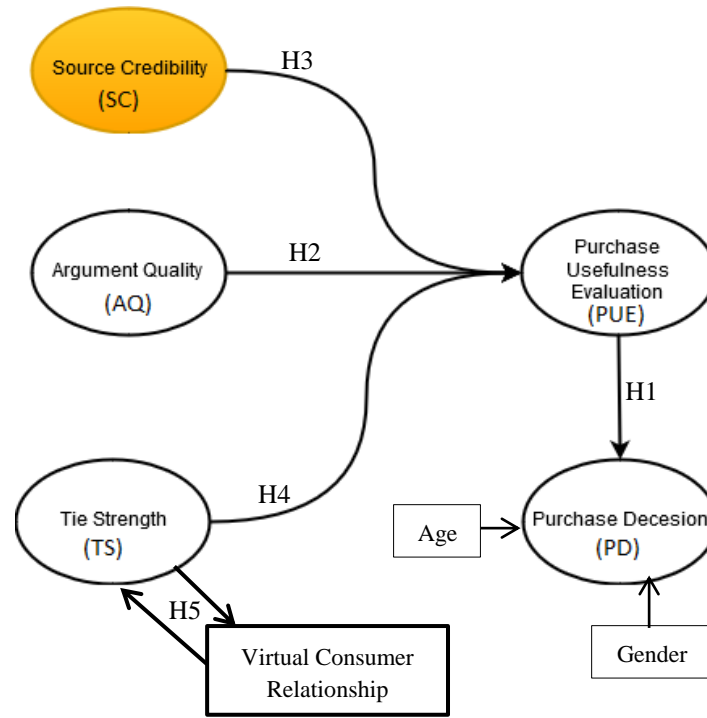 Source Credibility
(SC)
H3
Argument Quality
(AQ)
H2
Purchase
Usefulness
Evaluation
(PUE)
H1
Tie Strength
(TS)
H4
Age
Purchase Decesion
(PD)
H5
Virtual Consumer
Relationship
Gender